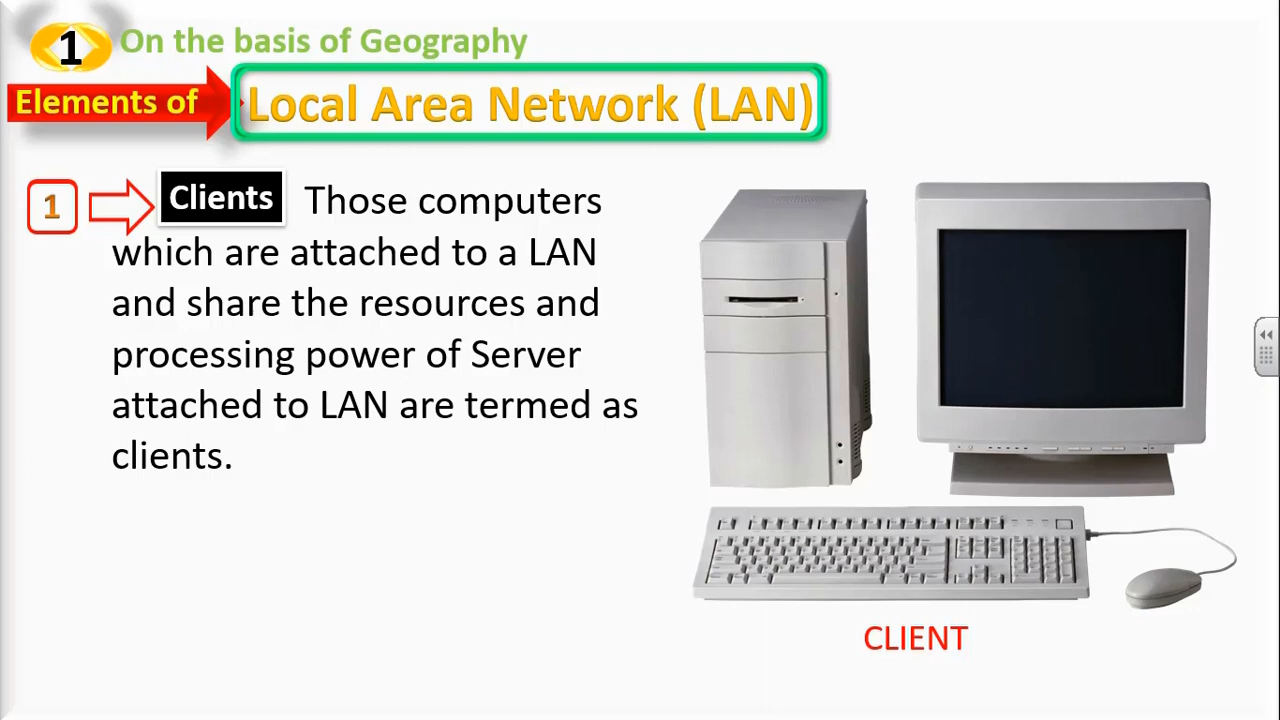 1 On the basis of Geography
Elements of Local Area Network (LAN)
1 Clients Those computers
which are attached to a LAN
and share the resources and
processing power of Server
attached to LAN are termed as
clients.
CLIENT